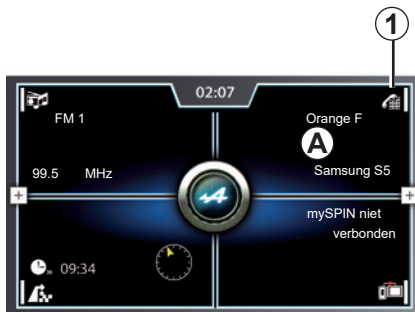 1
02:07
FM 1
Orange F
A
99.5 MHz
Samsung S5
mySPIN niet
verbonden
09:34